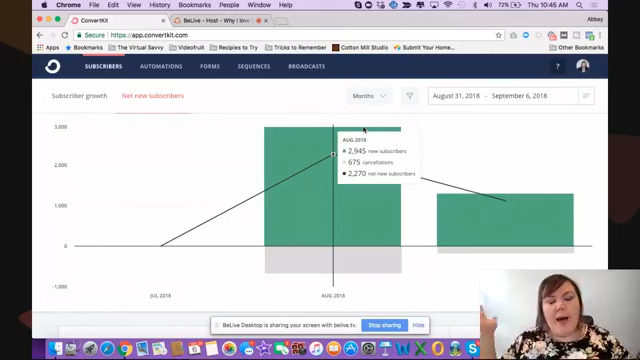 Chrome File Edit View History Bookmarks People Window Help
72% Thu 10:45 AM
ConvertKit
BeLive - Host - Why I love
Abbey
Secure https://app.convertkit.com
Apps Bookmarks The Virtual Savvy Videofruit Recipies to Try Tricks to Remember Cotton Mill Studio Submit Your Home... Other Bookmarks
SUBSCRIBERS AUTOMATIONS FORMS SEQUENCES BROADCASTS ?
Subscriber growth Net new subscribers Months August 31, 2018 - September 6, 2018
3,000
2,000
1,000
0
-1,000
AUG 2018
2,945 new subscribers
675 cancellations
2,270 net new subscribers
JUL 2018 AUG 2018
BeLive Desktop is sharing your screen with belive.tv. Stop sharing Hide